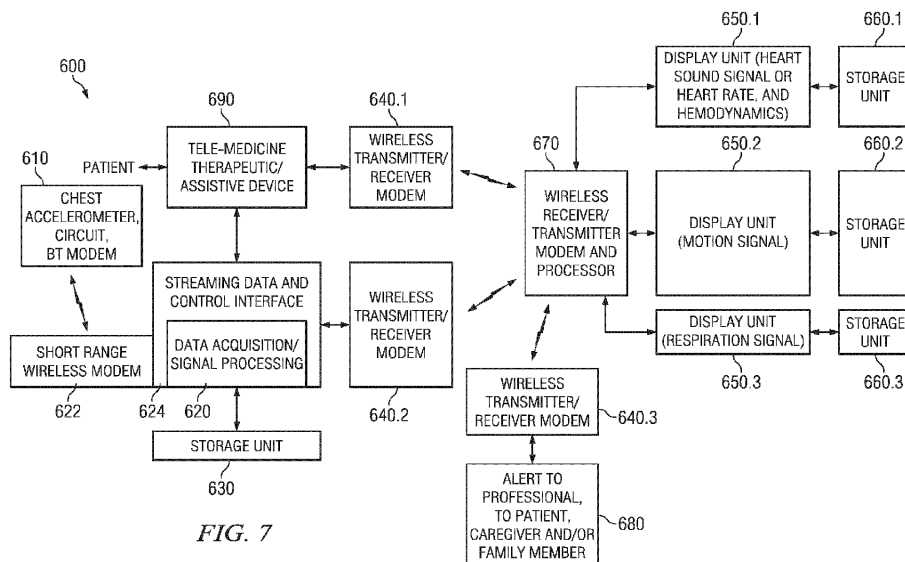 600
690
TELE-MEDICINE
THERAPEUTIC/
ASSISTIVE DEVICE
640.1
WIRELESS
TRANSMITTER/
RECEIVER MODEM
610
PATIENT
CHEST
ACCELEROMETER,
CIRCUIT,
BT MODEM
STREAMING DATA AND
CONTROL INTERFACE
DATA ACQUISITION/
SIGNAL PROCESSING
SHORT RANGE
WIRELESS MODEM
622
624
620
WIRELESS
TRANSMITTER/
RECEIVER MODEM
640.2
STORAGE UNIT
630
670
WIRELESS
RECEIVER/
TRANSMITTER
MODEM AND
PROCESSOR
650.1
DISPLAY UNIT (HEART
SOUND SIGNAL OR
HEART RATE, AND
HEMODYNAMICS)
660.1
STORAGE
UNIT
650.2
DISPLAY UNIT
(MOTION SIGNAL)
660.2
STORAGE
UNIT
DISPLAY UNIT
(RESPIRATION SIGNAL)
650.3
STORAGE
UNIT
660.3
WIRELESS
TRANSMITTER/
RECEIVER MODEM
640.3
ALERT TO
PROFESSIONAL,
TO PATIENT,
CAREGIVER AND/OR
FAMILY MEMBER
680
FIG. 7